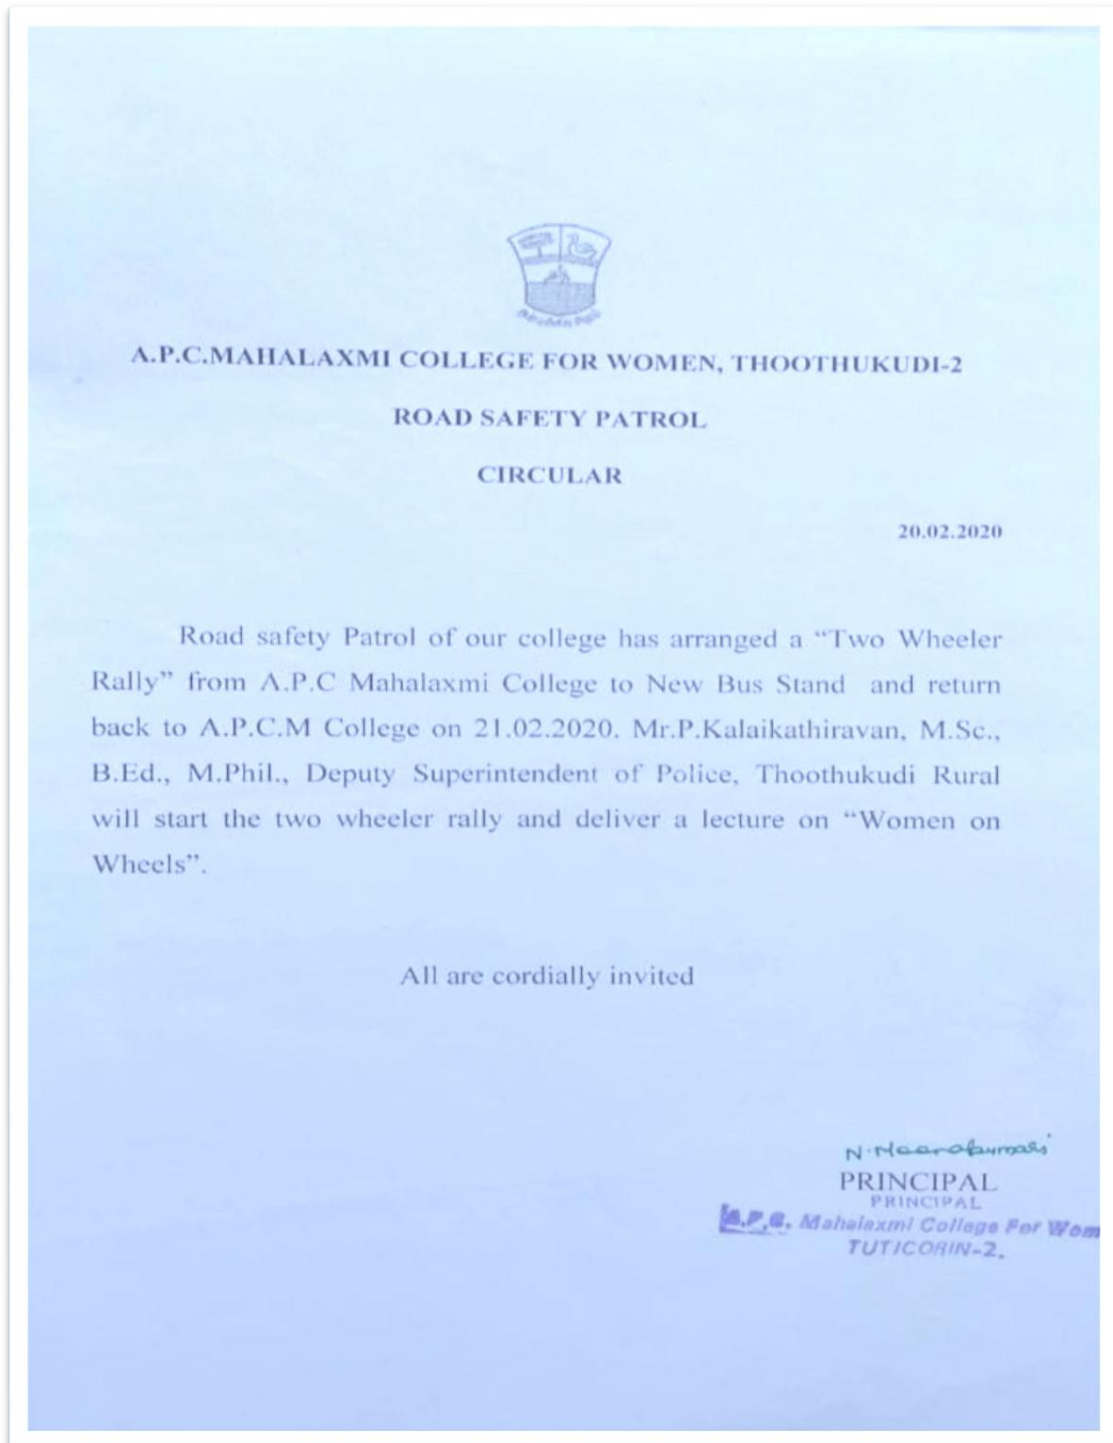 A.P.C.MAHALAXMI COLLEGE FOR WOMEN, THOOTHUKUDI-2
ROAD SAFETY PATROL
CIRCULAR
20.02.2020
Road safety Patrol of our college has arranged a “Two Wheeler
Rally” from A.P.C Mahalaxmi College to New Bus Stand and return
back to A.P.C.M College on 21.02.2020. Mr.P.Kalaikathiravan, M.Sc.,
B.Ed., M.Phil., Deputy Superintendent of Police, Thoothukudi Rural
will start the two wheeler rally and deliver a lecture on “Women on
Wheels”.
All are cordially invited
N.Meenakumari
PRINCIPAL
PRINCIPAL
A.P.C. Mahalaxmi College For Wom
TUTICORIN-2.